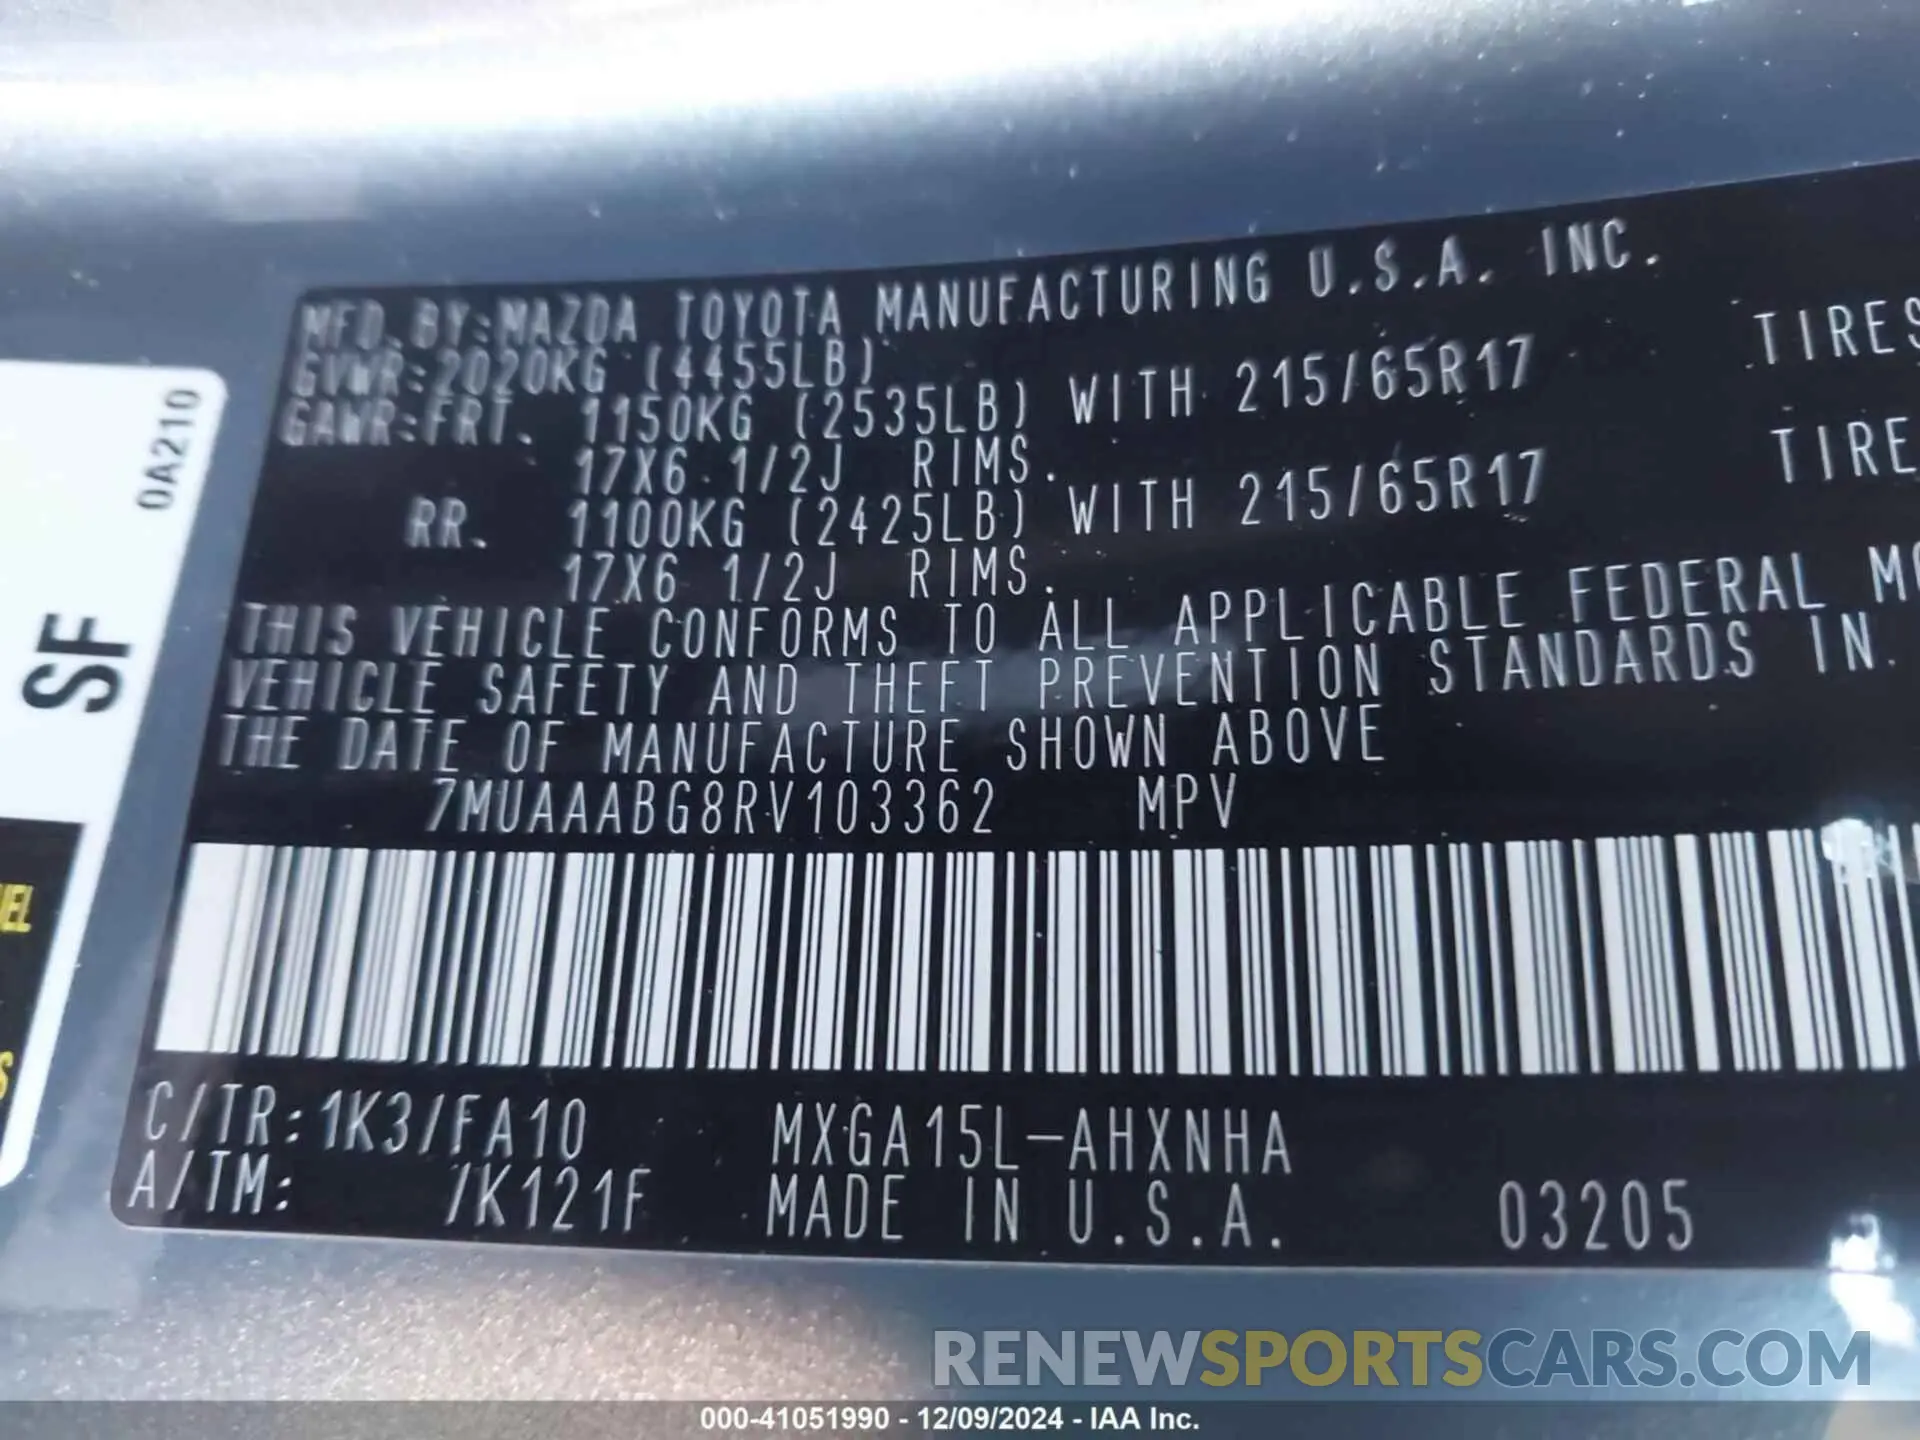 MFD. BY:MAZDA TOYOTA MANUFACTURING U.S.A. INC.
GVWR:2020KG (4455LB)
GAWR:FRT. 1150KG (2535LB) WITH 215/65R17 TIRES
17X6 1/2J RIMS.
RR. 1100KG (2425LB) WITH 215/65R17 TIRE
17X6 1/2J RIMS.
THIS VEHICLE CONFORMS TO ALL APPLICABLE FEDERAL MO
VEHICLE SAFETY AND THEFT PREVENTION STANDARDS IN
THE DATE OF MANUFACTURE SHOWN ABOVE
7MUAAABG8RV103362 MPV
C/TR:1K3/FA10 MXGA15L-AHXNHA
A/TM: /K121F MADE IN U.S.A. 03205
0A210
SF
EL
S
RENEWSPORTSCARS.COM
000-41051990 - 12/09/2024 - IAA Inc.